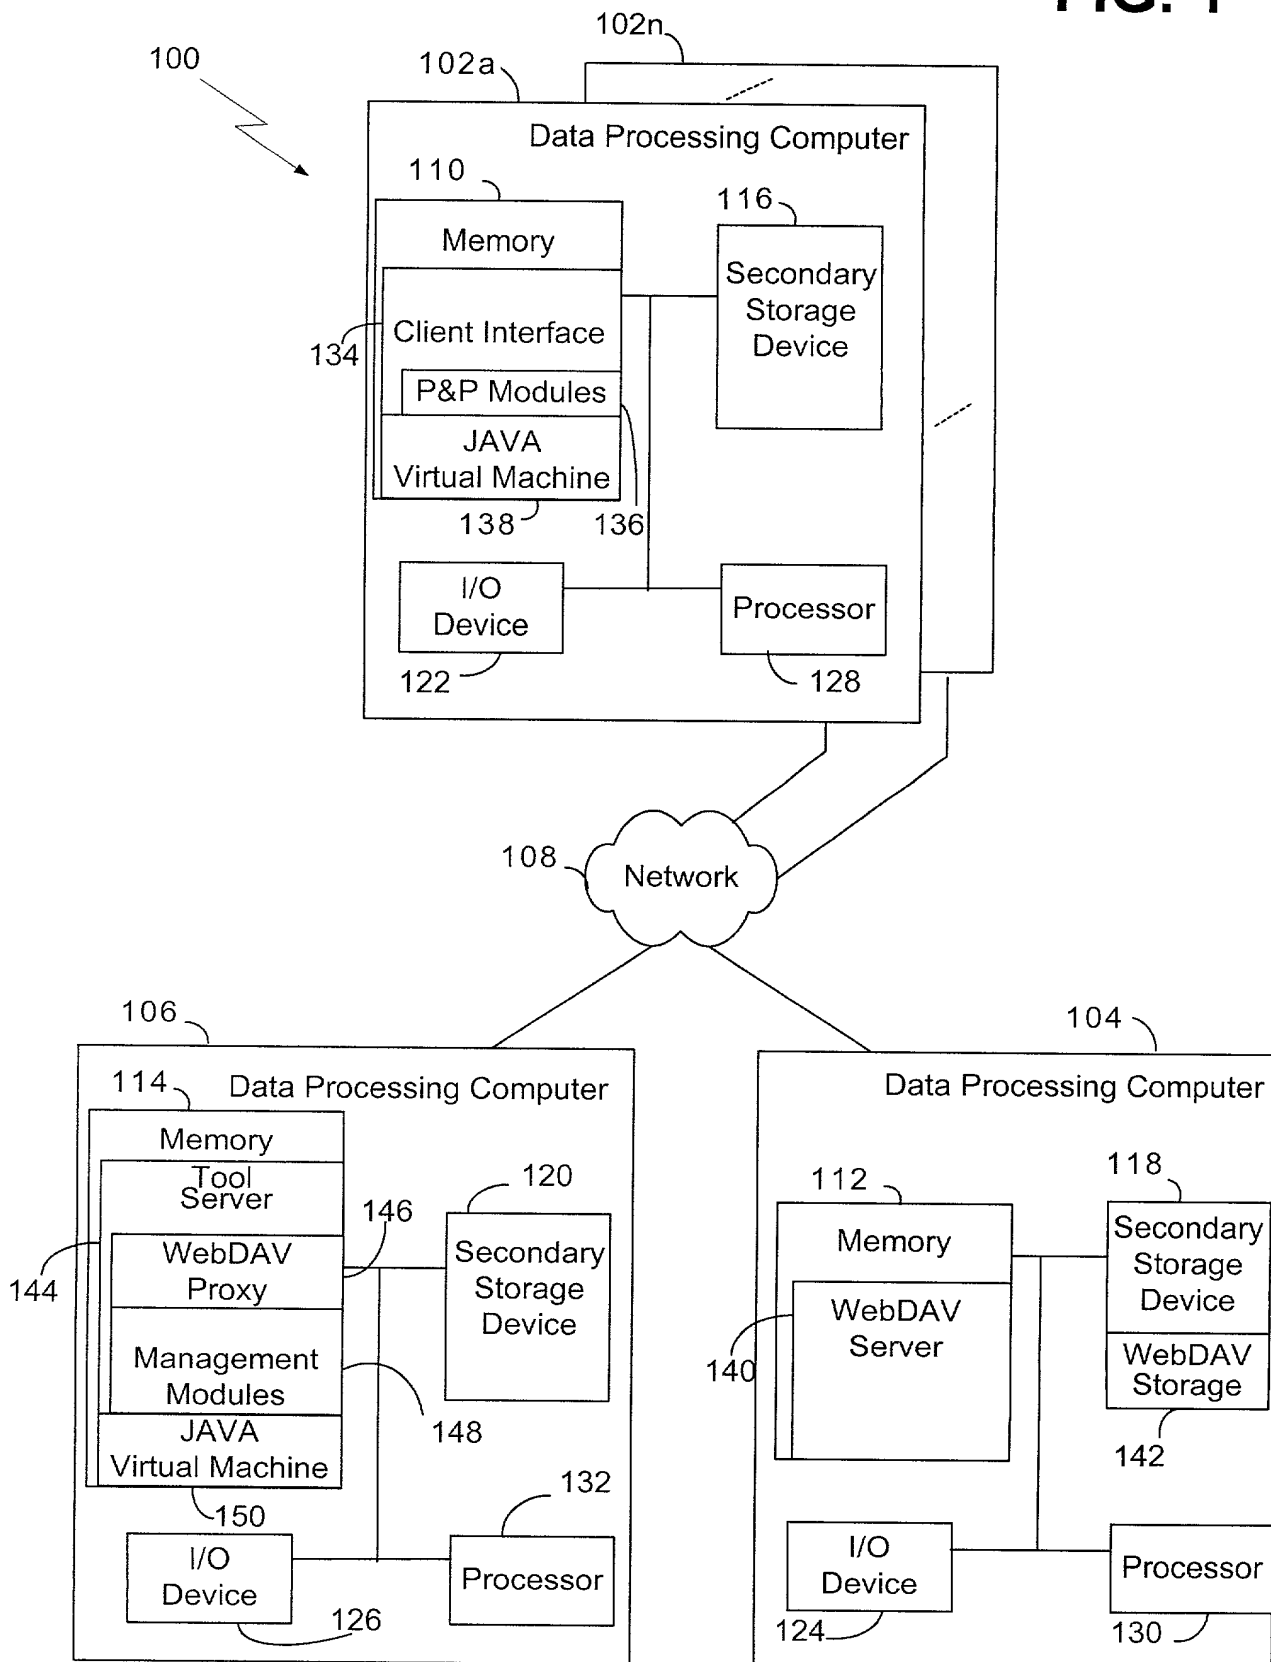 FIG. 1
102n
100
102a
Data Processing Computer
110
116
Memory
Secondary
Storage
Device
Client Interface
134
P&P Modules
JAVA
Virtual Machine
138
136
I/O
Device
Processor
122
128
108
Network
106
104
Data Processing Computer
114
Memory
Tool
Server
120
146
WebDAV
Proxy
Secondary
Storage
Device
144
Management
Modules
148
JAVA
Virtual Machine
150
132
I/O
Device
Processor
126
Data Processing Computer
112
118
Memory
Secondary
Storage
Device
WebDAV
Server
140
WebDAV
Storage
142
I/O
Device
Processor
124
130